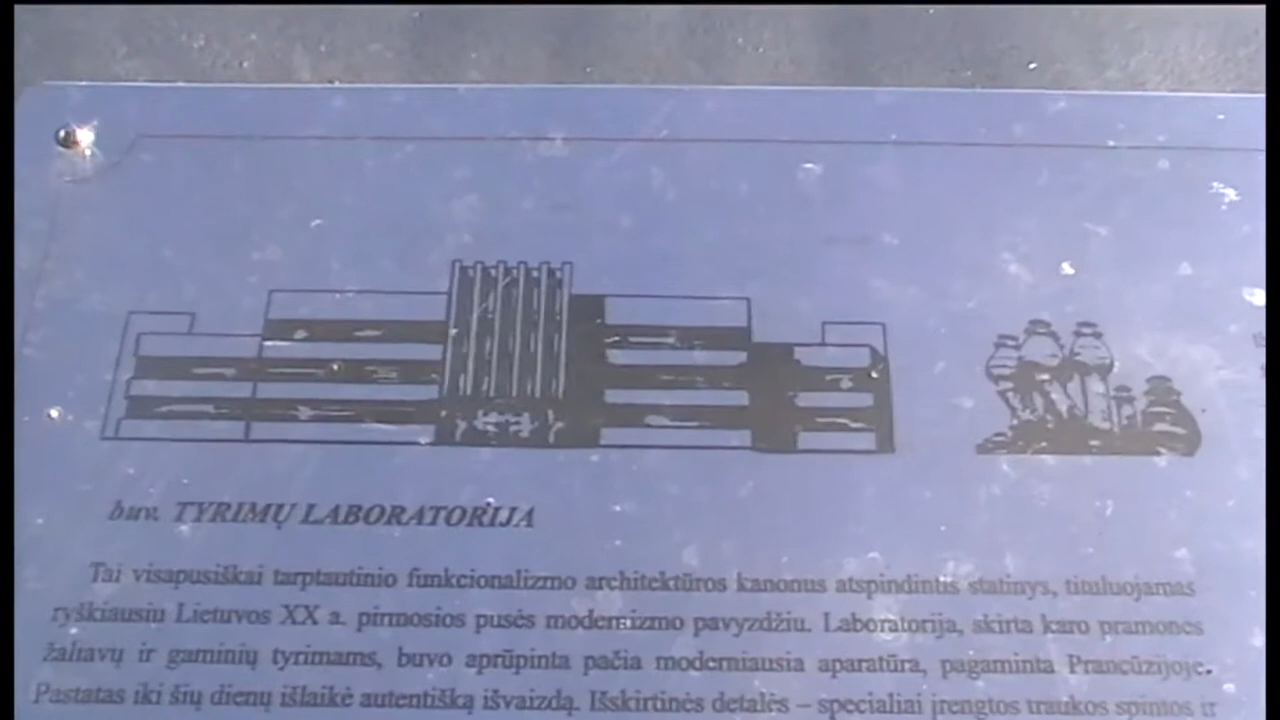 buv. TYRIMŲ LABORATORIJA
Tai visapusiškai tarptautinio funkcionalizmo architektūros kanonus atspindintis statinys, tituluojamas
ryškiausiu Lietuvos XX a. pirmosios pusės modernizmo pavyzdžiu. Laboratorija, skirta karo pramonės
žaliavų ir gaminių tyrimams, buvo aprūpinta pačia moderniausia aparatūra, pagaminta Prancūzijoje.
Pastatas iki šių dienų išlaikė autentišką išvaizdą. Išskirtinės detalės – specialiai įrengtos traukos spintos ir